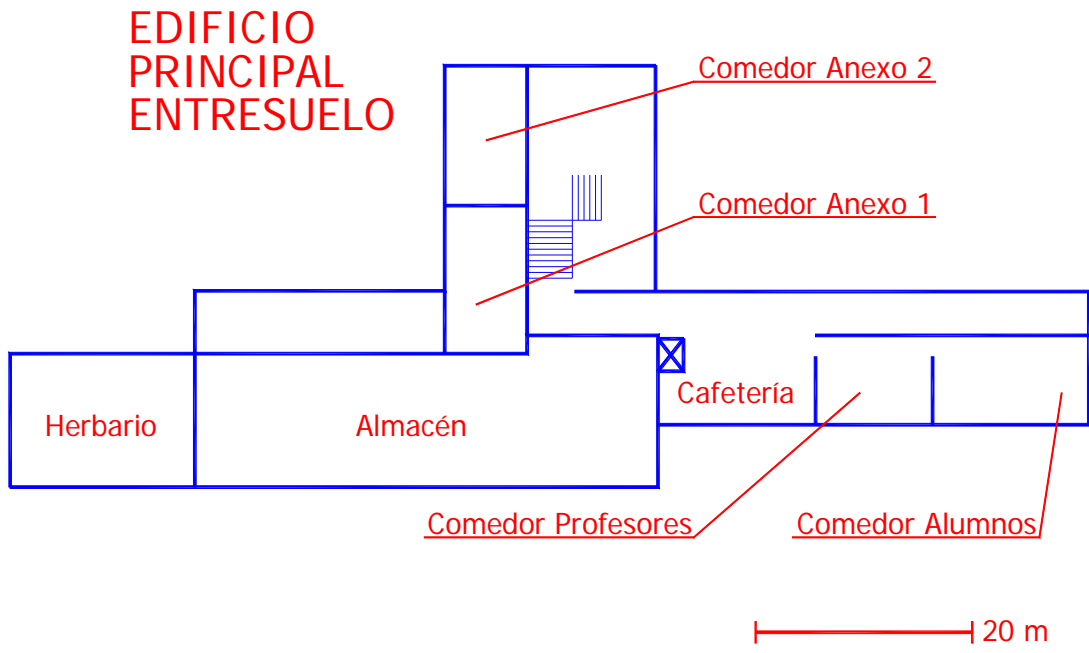 EDIFICIO
PRINCIPAL
ENTRESUELO
Comedor Anexo 2
Comedor Anexo 1
Cafetería
Herbario
Almacén
Comedor Profesores
Comedor Alumnos
20 m